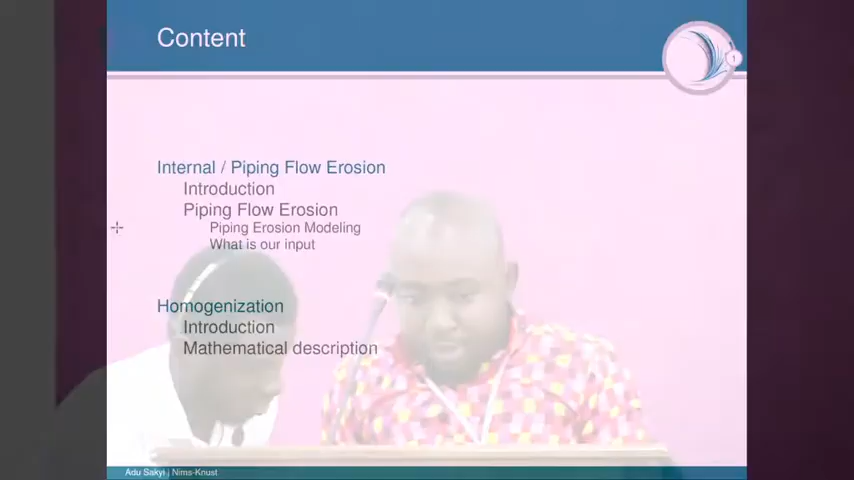 Content
1
Internal / Piping Flow Erosion
Introduction
Piping Flow Erosion
Piping Erosion Modeling
What is our input
Homogenization
Introduction
Mathematical description
Adu Sakyi | Nims-Knust